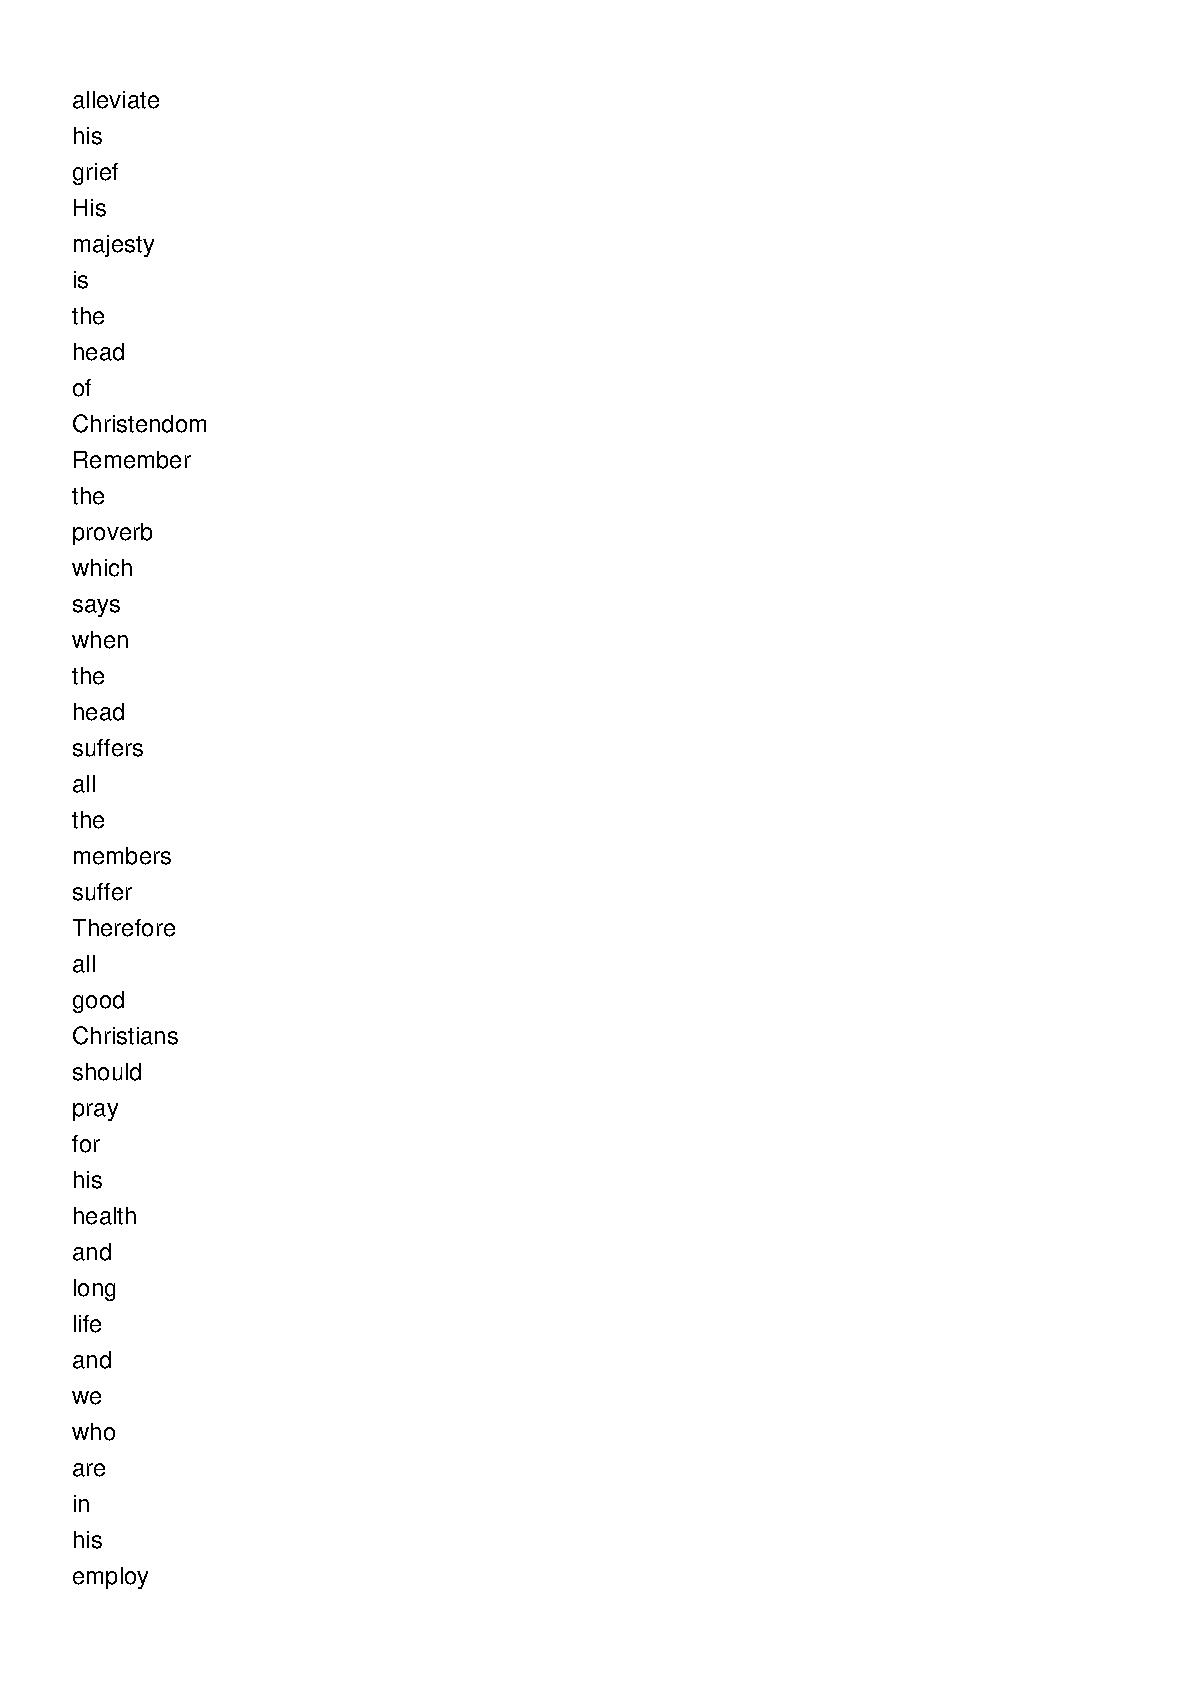 alleviate
his
grief
His
majesty
is
the
head
of
Christendom
Remember
the
proverb
which
says
when
the
head
suffers
all
the
members
suffer
Therefore
all
good
Christians
should
pray
for
his
health
and
long
life
and
we
who
are
in
his
employ